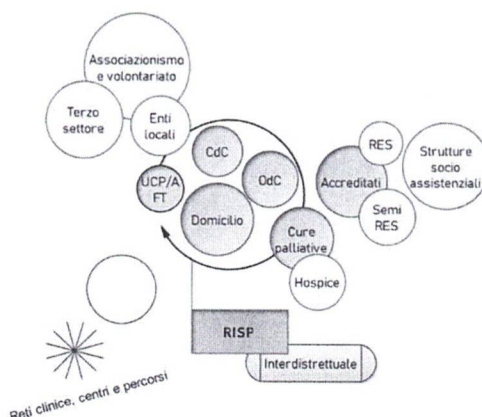 Associazionismo
e volontariato
Terzo
settore
Enti
locali
CdC
OdC
UCP/A
FT
Domicilio
Cure
palliative
Hospice
Accreditati
RES
Semi
RES
Strutture
socio
assistenziali
RISP
Interdistrettuale
Reti clinice, centri e percorsi